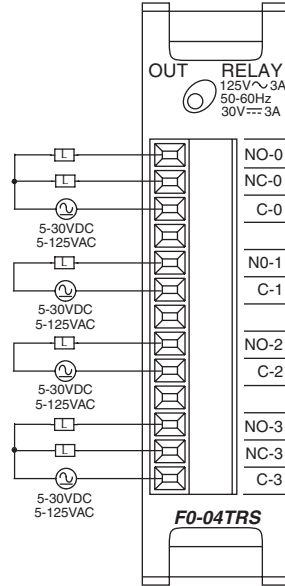 OUT RELAY
125V∿3A
50-60Hz
30V⎓3A
L NO-0
L NC-0
C-0
5-30VDC
5-125VAC
L N0-1
C-1
5-30VDC
5-125VAC
L NO-2
C-2
5-30VDC
5-125VAC
L NO-3
L NC-3
C-3
5-30VDC
5-125VAC
F0-04TRS